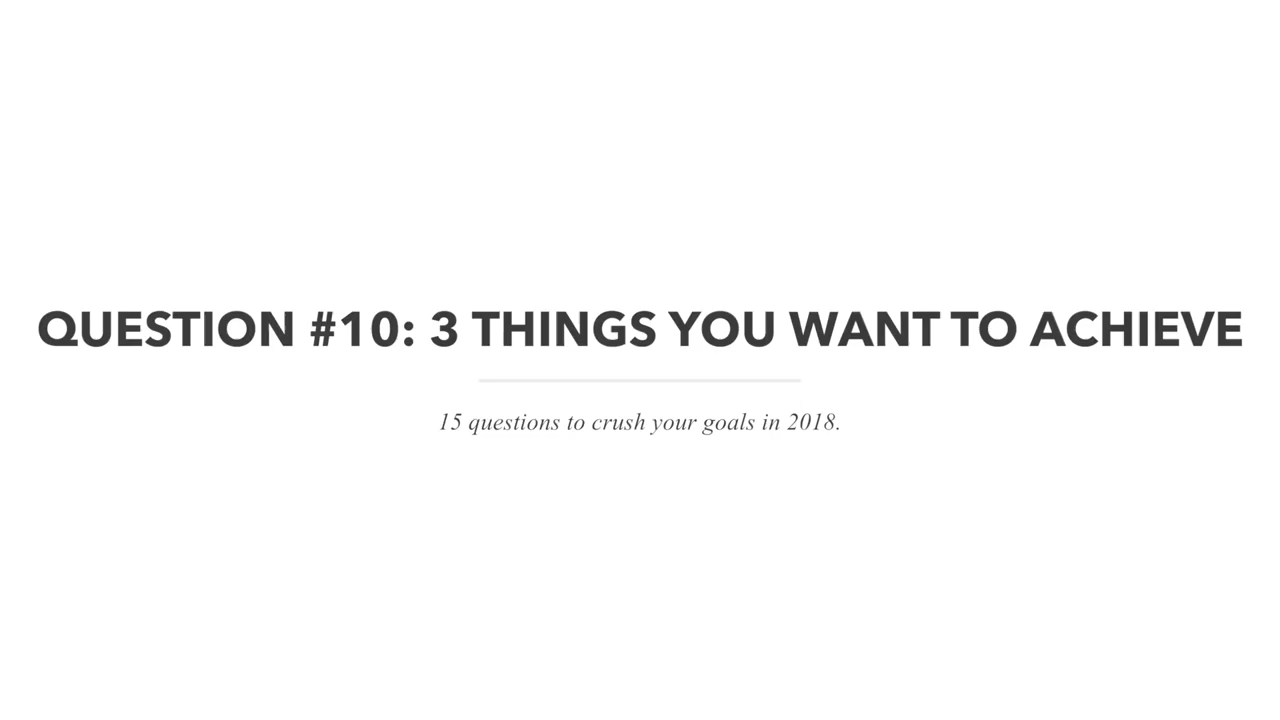 QUESTION #10: 3 THINGS YOU WANT TO ACHIEVE
15 questions to crush your goals in 2018.